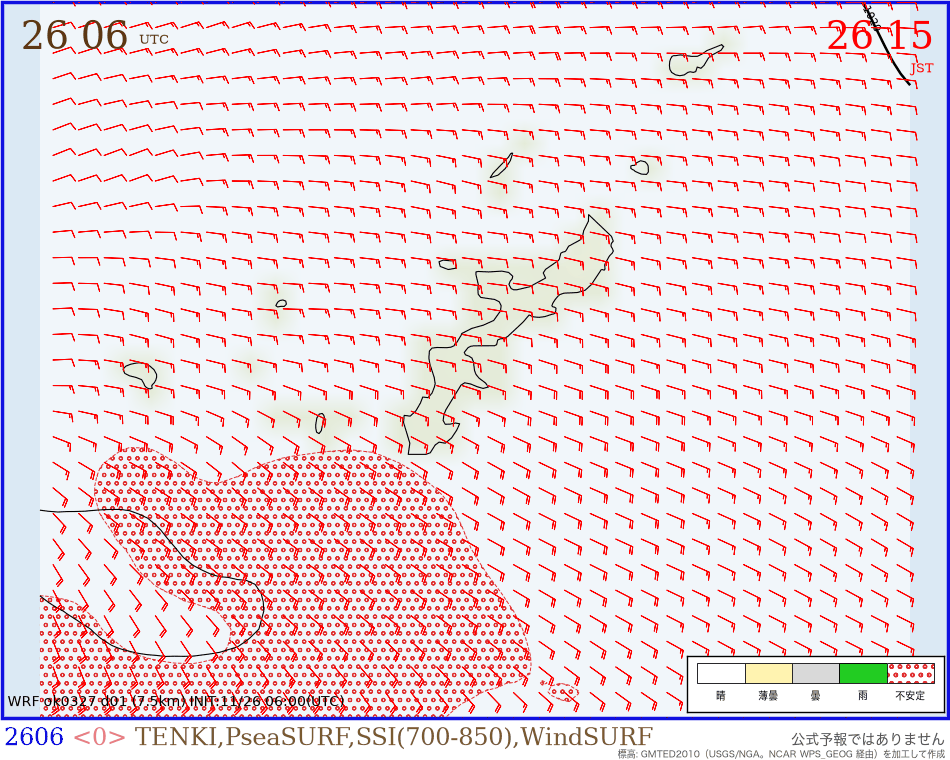 26 06 UTC
26 15
JST
WRF ok0327 d01 (7.5km) INIT:11/26 06:00(UTC)
晴 薄曇 曇 雨 不安定
2606 <0> TENKI,PseaSURF,SSI(700-850),WindSURF
公式予報ではありません
標高: GMTED2010（USGS/NGA。NCAR WPS_GEOG 経由）を加工して作成